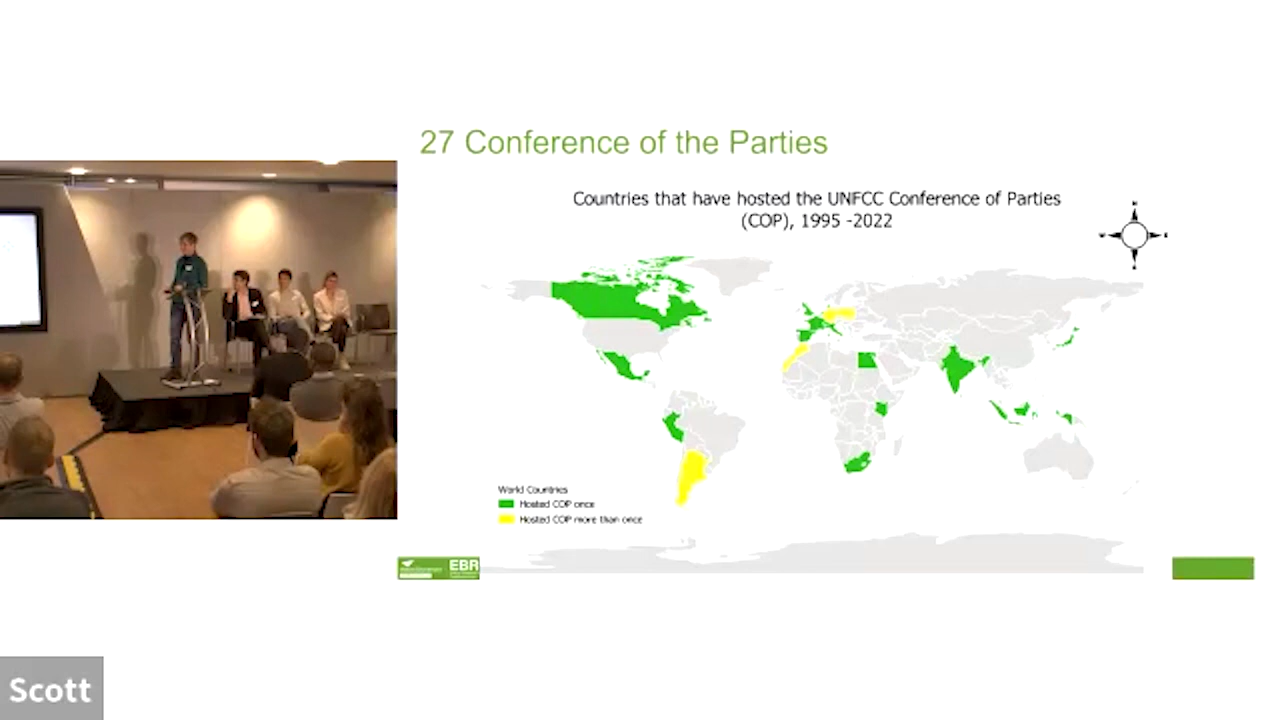 27 Conference of the Parties
Countries that have hosted the UNFCC Conference of Parties
(COP), 1995 -2022
N
W
E
S
World Countries
Hosted COP once
Hosted COP more than once
EBR
Scott